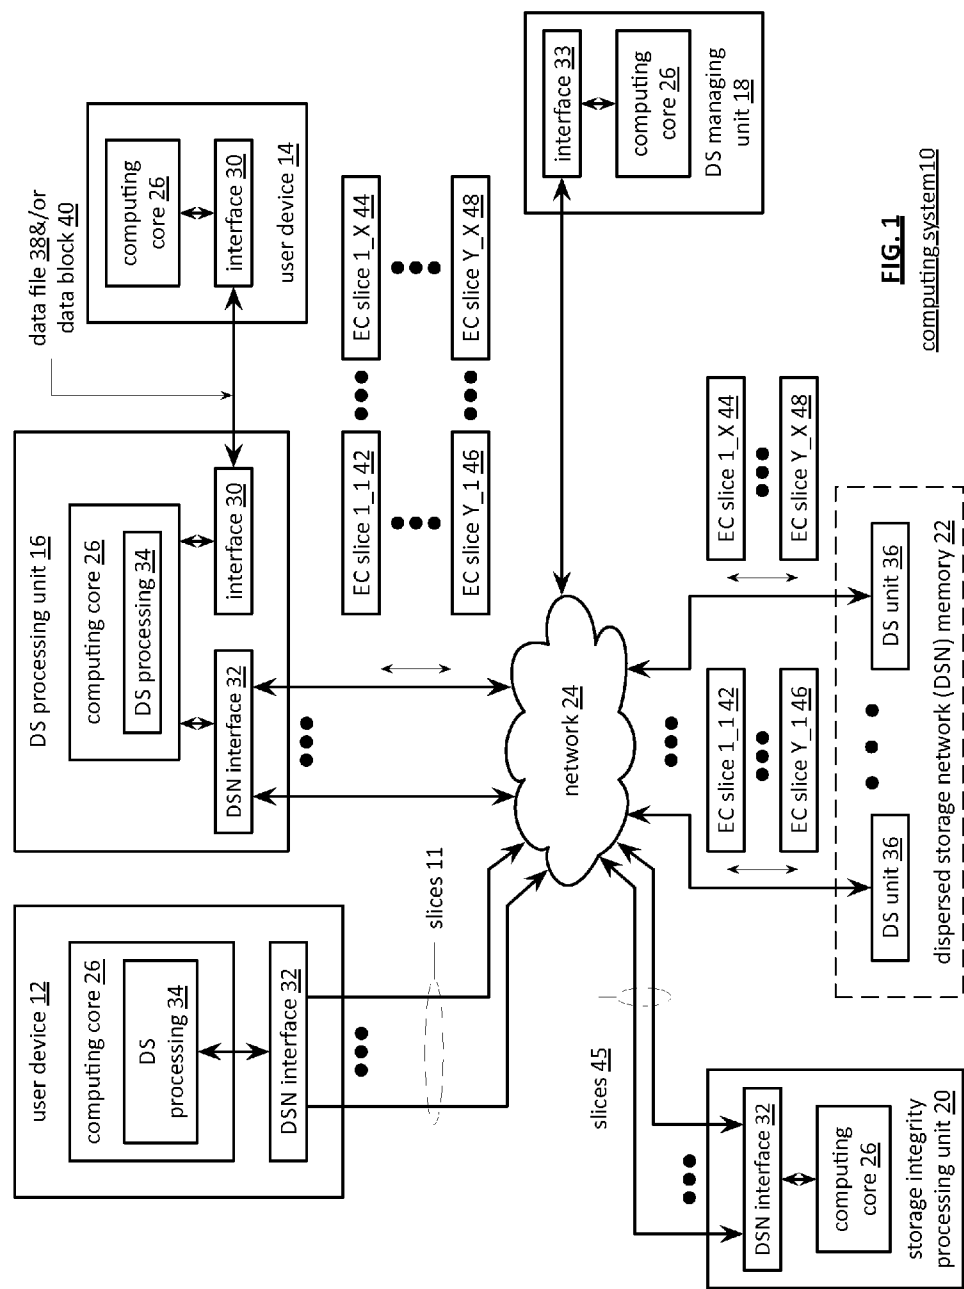 user device 12
computing core 26
DS
processing 34
DSN interface 32
slices 11
DS processing unit 16
computing core 26
DS processing 34
DSN interface 32
interface 30
data file 38&/or
data block 40
computing
core 26
interface 30
user device 14
EC slice 1_1 42
EC slice 1_X 44
EC slice Y_1 46
EC slice Y_X 48
network 24
interface 33
computing
core 26
DS managing
unit 18
slices 45
DSN interface 32
computing
core 26
storage integrity
processing unit 20
EC slice 1_1 42
EC slice Y_1 46
EC slice 1_X 44
EC slice Y_X 48
DS unit 36
DS unit 36
dispersed storage network (DSN) memory 22
FIG. 1
computing system10